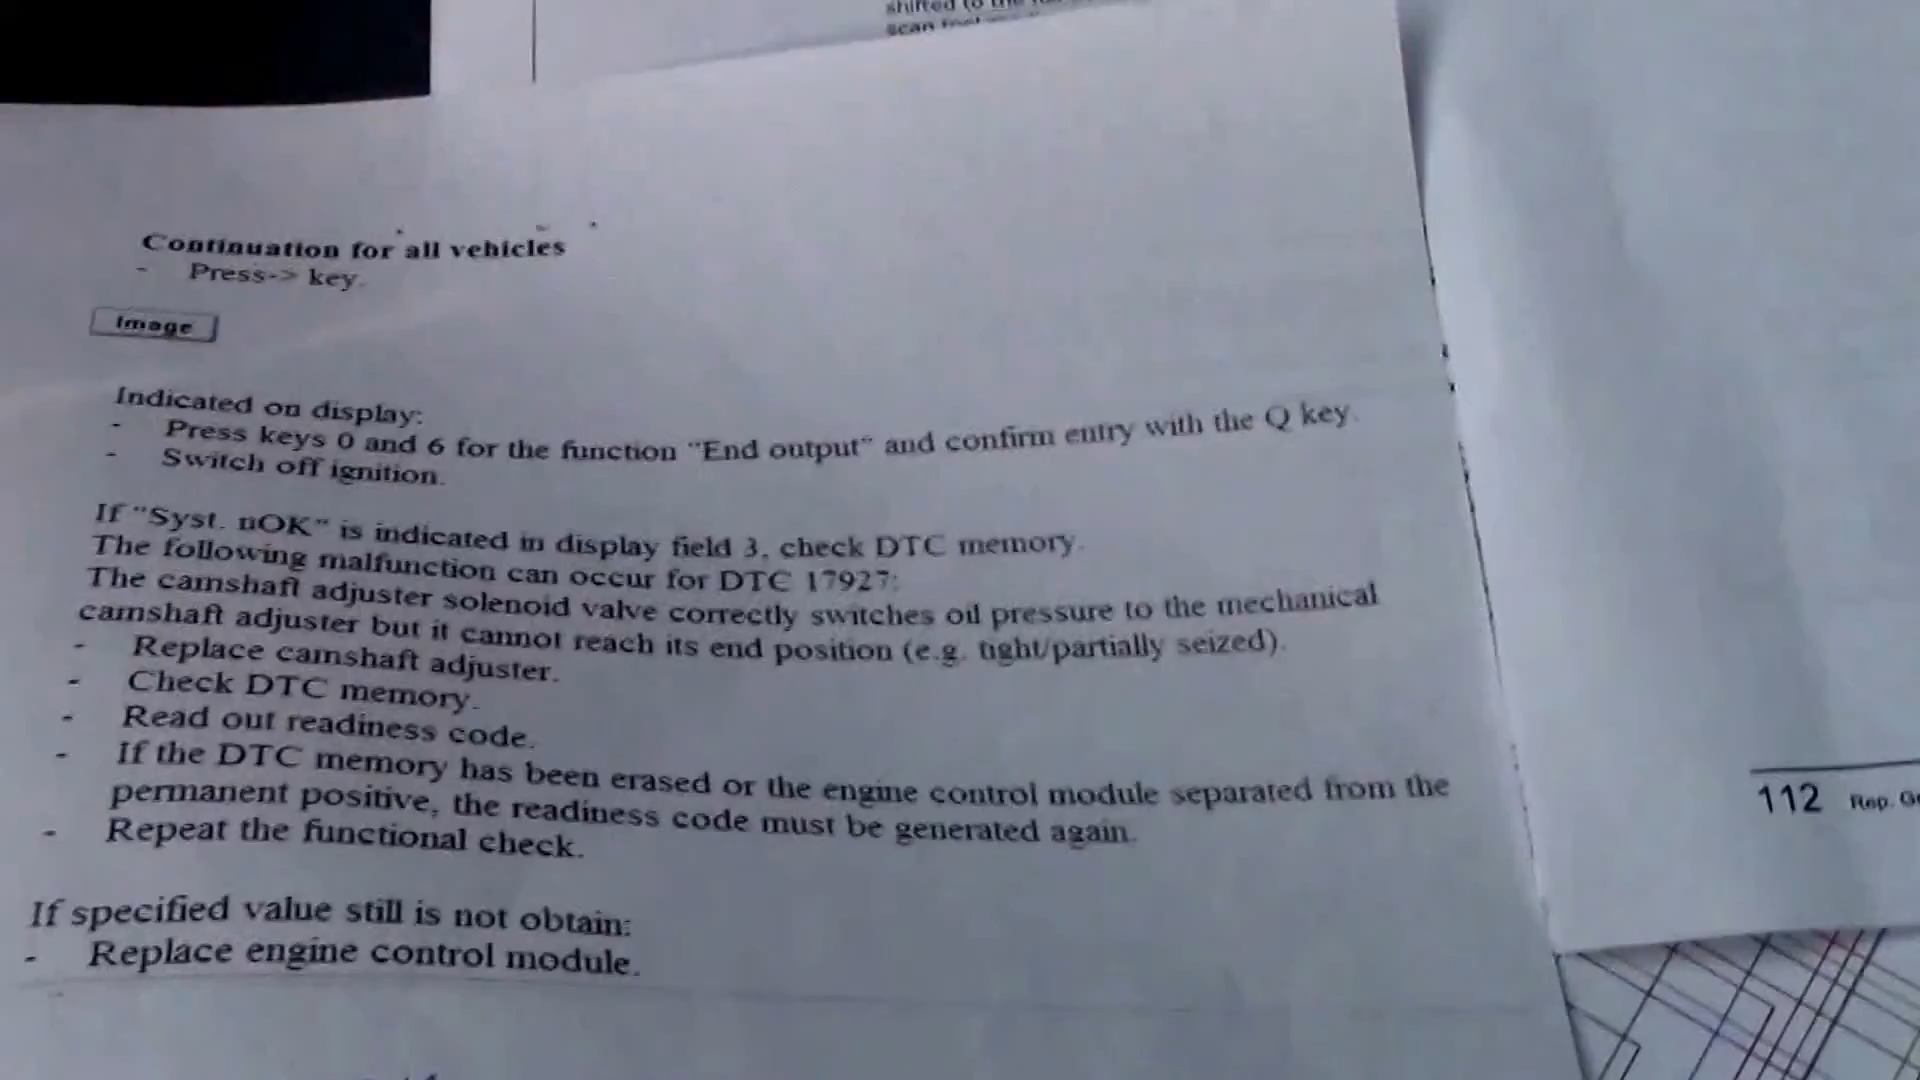 shifted to the
scan
Continuation for all vehicles
- Press-> key.
Image
Indicated on display:
- Press keys 0 and 6 for the function "End output" and confirm entry with the Q key.
- Switch off ignition.
If "Syst. nOK" is indicated in display field 3, check DTC memory.
The following malfunction can occur for DTC 17927:
The camshaft adjuster solenoid valve correctly switches oil pressure to the mechanical
camshaft adjuster but it cannot reach its end position (e.g. tight/partially seized).
- Replace camshaft adjuster.
- Check DTC memory.
- Read out readiness code.
- If the DTC memory has been erased or the engine control module separated from the
permanent positive, the readiness code must be generated again.
- Repeat the functional check.
If specified value still is not obtain:
- Replace engine control module.
112 Rep.